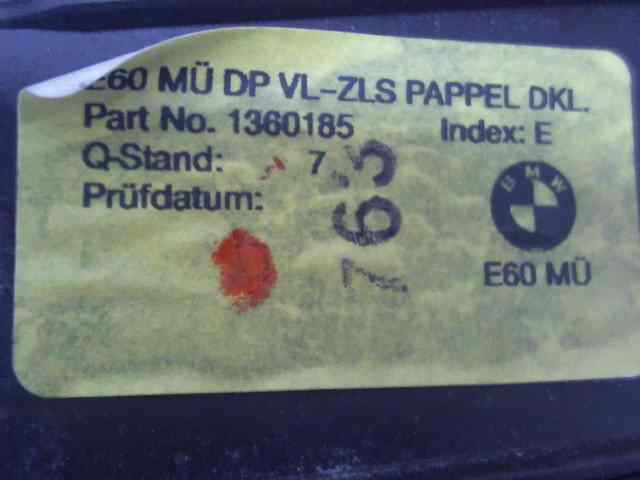 E60 MÜ DP VL-ZLS PAPPEL DKL.
Part No. 1360185 Index: E
Q-Stand: 7
Prüfdatum:
763
BMW
E60 MÜ